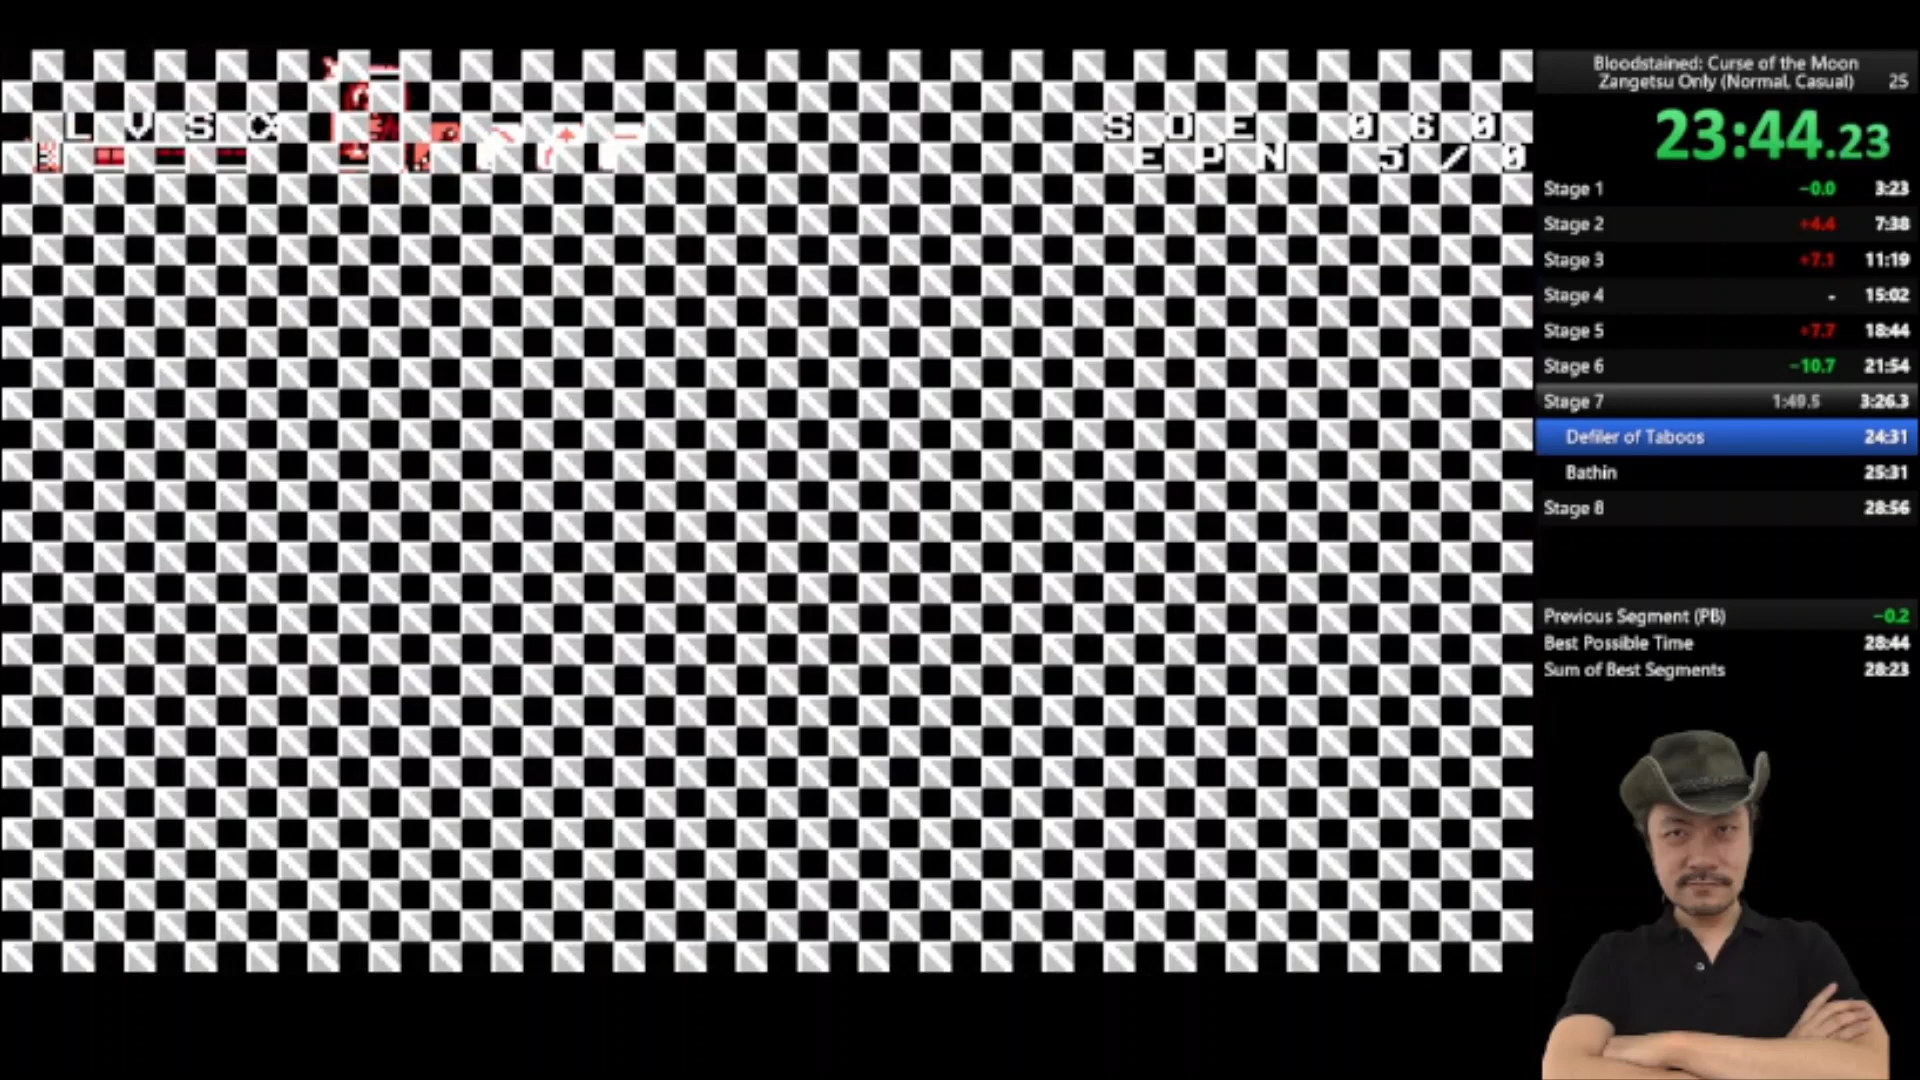 Bloodstained: Curse of the Moon
Zangetsu Only (Normal, Casual) 25
23:44.23
Stage 1 −0.0 3:23
Stage 2 +4.4 7:38
Stage 3 +7.1 11:19
Stage 4 - 15:02
Stage 5 +7.7 18:44
Stage 6 −10.7 21:54
Stage 7 1:49.5 3:26.3
Defiler of Taboos 24:31
Bathin 25:31
Stage 8 28:56
Previous Segment (PB) −0.2
Best Possible Time 28:44
Sum of Best Segments 28:23